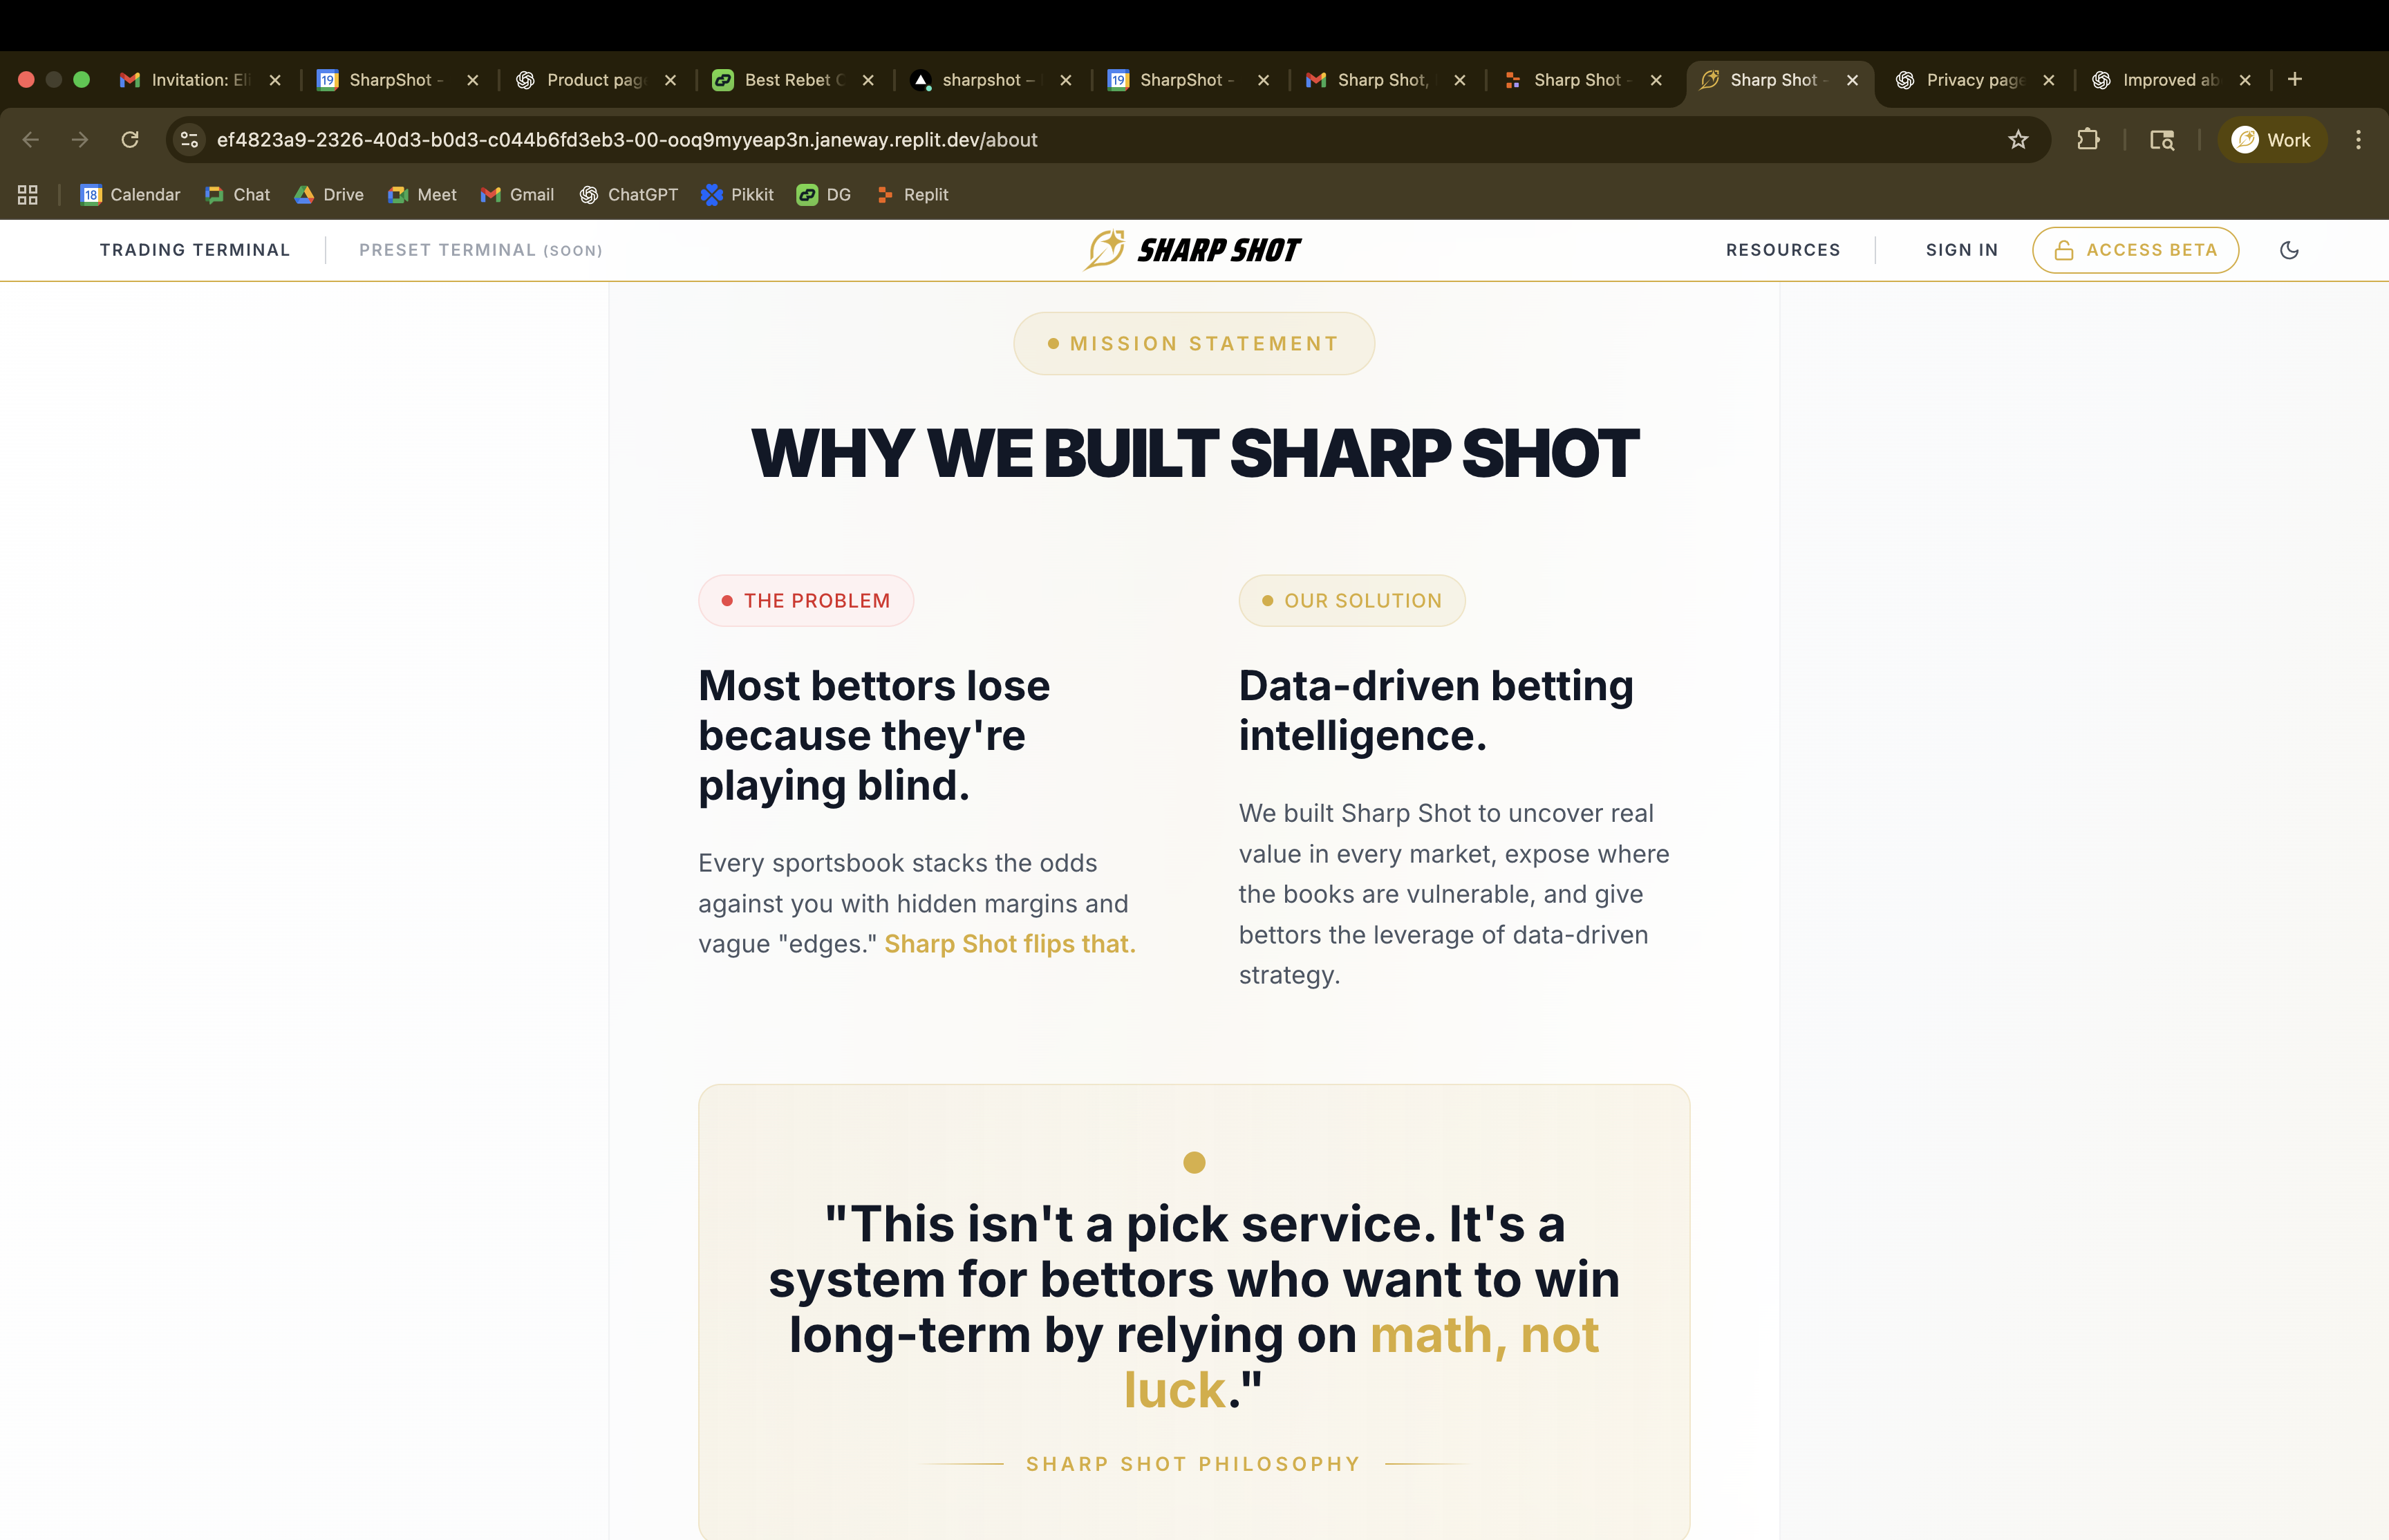 Invitation: Eli
SharpShot -
Product page
Best Rebet C
sharpshot –
SharpShot -
Sharp Shot,
Sharp Shot -
Sharp Shot -
Privacy page
Improved ab
ef4823a9-2326-40d3-b0d3-c044b6fd3eb3-00-ooq9myyeap3n.janeway.replit.dev/about
Work
Calendar
Chat
Drive
Meet
Gmail
ChatGPT
Pikkit
DG
Replit
TRADING TERMINAL
PRESET TERMINAL (SOON)
SHARP SHOT
RESOURCES
SIGN IN
ACCESS BETA
MISSION STATEMENT
WHY WE BUILT SHARP SHOT
THE PROBLEM
Most bettors lose
because they're
playing blind.
Every sportsbook stacks the odds
against you with hidden margins and
vague "edges." Sharp Shot flips that.
OUR SOLUTION
Data-driven betting
intelligence.
We built Sharp Shot to uncover real
value in every market, expose where
the books are vulnerable, and give
bettors the leverage of data-driven
strategy.
"This isn't a pick service. It's a
system for bettors who want to win
long-term by relying on math, not
luck."
SHARP SHOT PHILOSOPHY